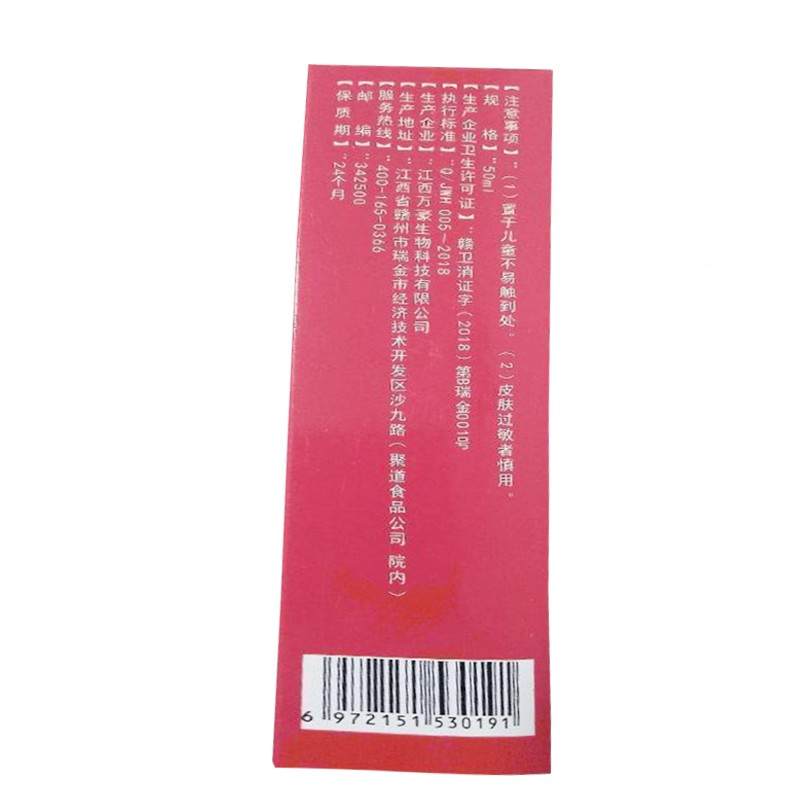 【注意事项】:(1)置于儿童不易触到处。(2)皮肤过敏者慎用。
【规 格】:50ml
【生产企业卫生许可证】:赣卫消证字(2018)第B瑞金001号
【执行标准】:Q/JWH 005-2018
【生产企业】:江西万豪生物科技有限公司
【生产地址】:江西省赣州市瑞金市经济技术开发区沙九路(聚道食品公司 院内)
【服务热线】:400-165-0366
【邮 编】:342500
【保 质 期】:24个月
6 972151 530191